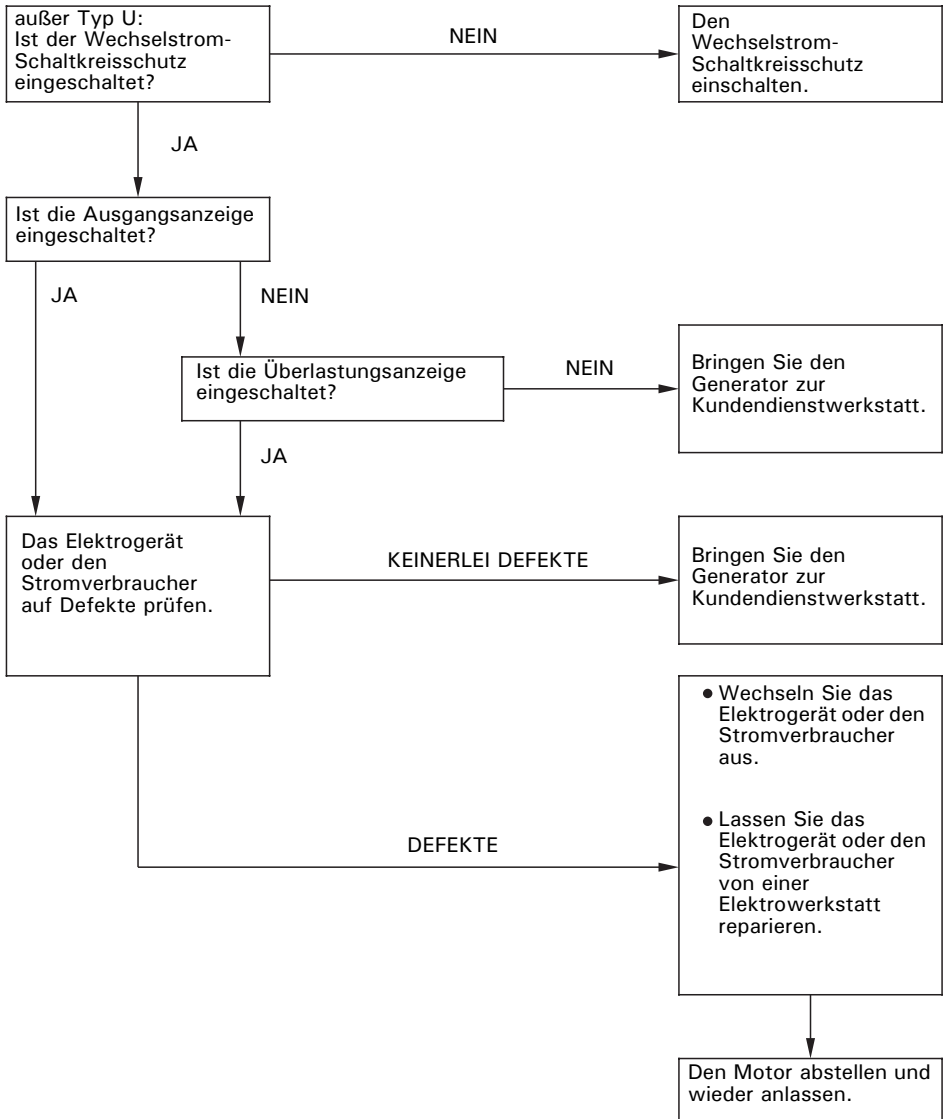 außer Typ U:
Ist der Wechselstrom-
Schaltkreisschutz
eingeschaltet?
NEIN
Den
Wechselstrom-
Schaltkreisschutz
einschalten.
JA
Ist die Ausgangsanzeige
eingeschaltet?
JA
NEIN
Ist die Überlastungsanzeige
eingeschaltet?
NEIN
Bringen Sie den
Generator zur
Kundendienstwerkstatt.
JA
Das Elektrogerät
oder den
Stromverbraucher
auf Defekte prüfen.
KEINERLEI DEFEKTE
Bringen Sie den
Generator zur
Kundendienstwerkstatt.
DEFEKTE
● Wechseln Sie das
Elektrogerät oder den
Stromverbraucher
aus.
● Lassen Sie das
Elektrogerät oder den
Stromverbraucher
von einer
Elektrowerkstatt
reparieren.
Den Motor abstellen und
wieder anlassen.